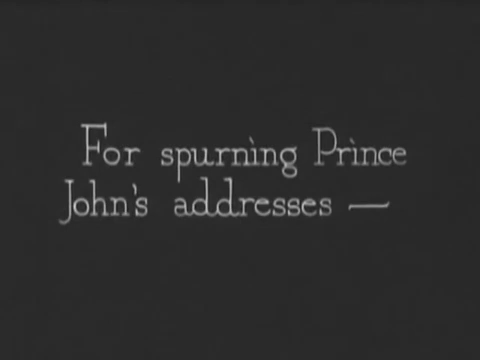 For spurning Prince
John's addresses —